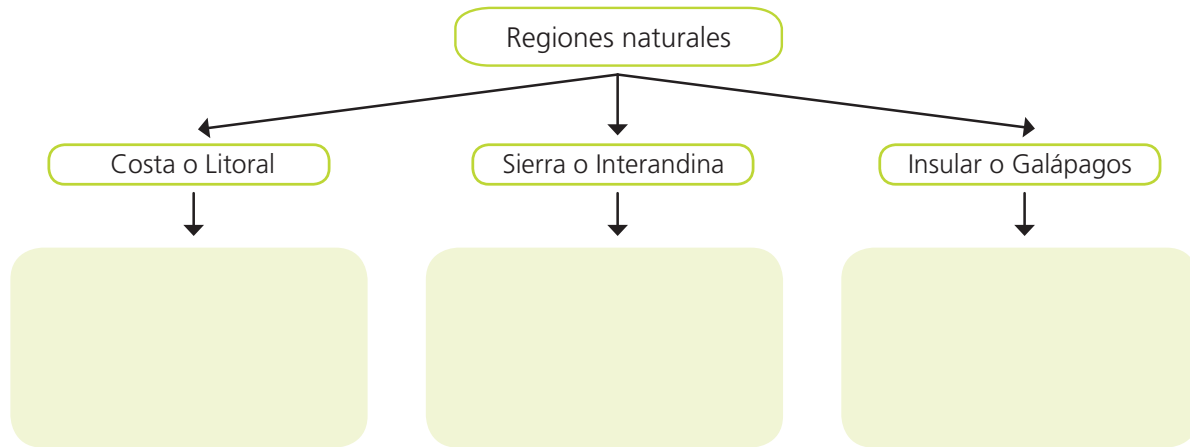 Regiones naturales
Costa o Litoral
Sierra o Interandina
Insular o Galápagos